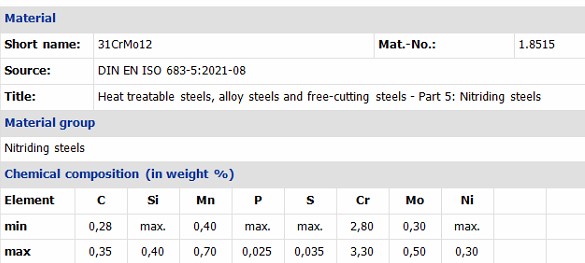 Material
Short name: 31CrMo12 Mat.-No.: 1.8515
Source: DIN EN ISO 683-5:2021-08
Title: Heat treatable steels, alloy steels and free-cutting steels - Part 5: Nitriding steels
Material group
Nitriding steels
Chemical composition (in weight %)
Element C Si Mn P S Cr Mo Ni
min 0,28 max. 0,40 max. max. 2,80 0,30 max.
max 0,35 0,40 0,70 0,025 0,035 3,30 0,50 0,30